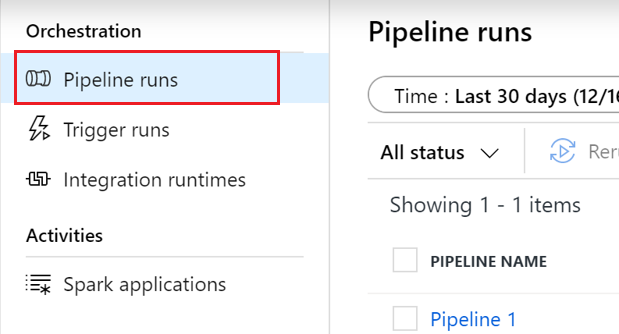 Orchestration
Pipeline runs
Trigger runs
Integration runtimes
Activities
Spark applications
Pipeline runs
Time : Last 30 days (12/16
All status
Rer
Showing 1 - 1 items
PIPELINE NAME
Pipeline 1